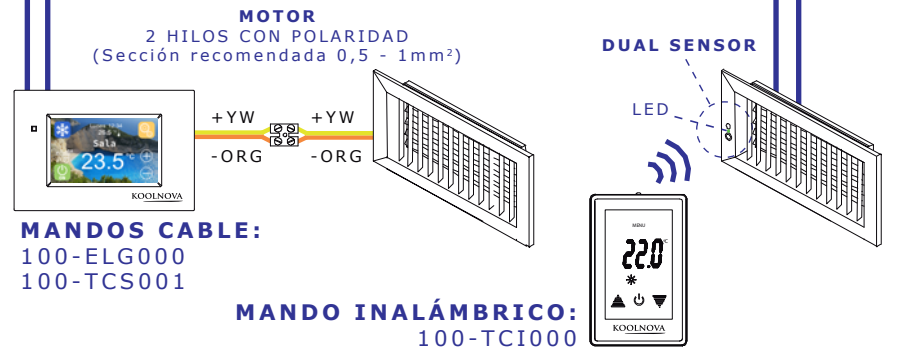 MOTOR
2 HILOS CON POLARIDAD
(Sección recomendada 0,5 - 1mm²)
DUAL SENSOR
LED
+YW
+YW
-ORG
-ORG
Sala
23.5
KOOLNOVA
MANDOS CABLE:
100-ELG000
100-TCS001
MENU
22.0 °C
KOOLNOVA
MANDO INALÁMBRICO:
100-TCI000